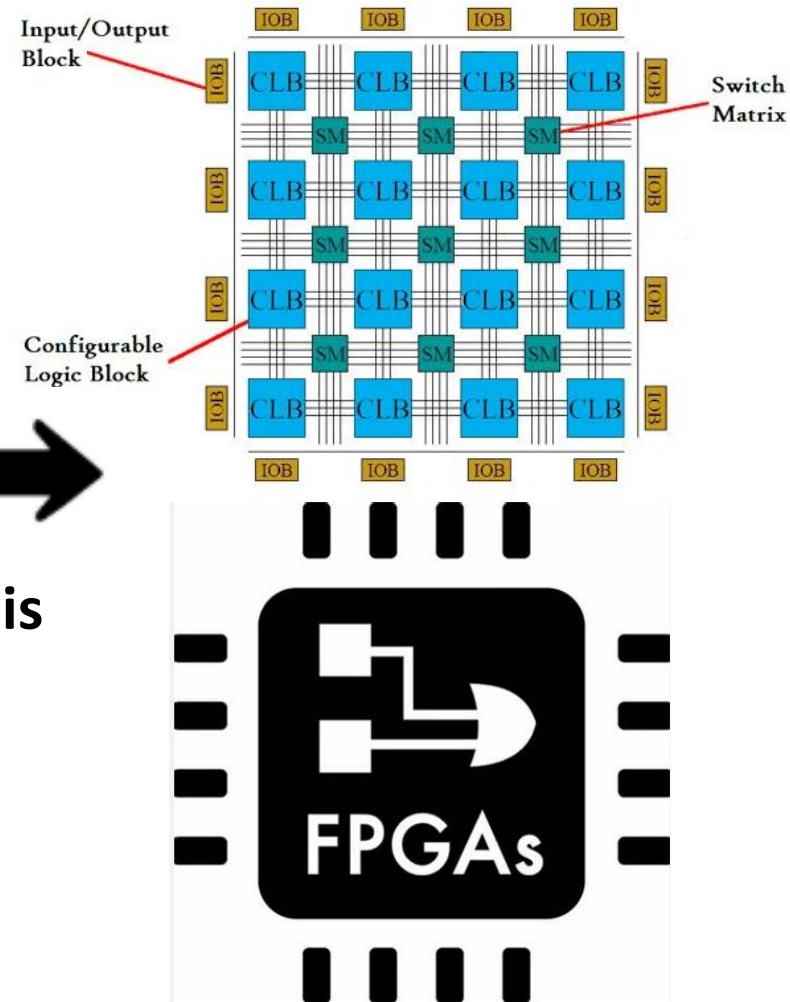 Input/Output
Block
IOB IOB IOB IOB
IOB CLB CLB CLB CLB IOB
Switch
Matrix
SM SM SM
IOB CLB CLB CLB CLB IOB
SM SM SM
IOB CLB CLB CLB CLB IOB
Configurable
Logic Block
SM SM SM
IOB CLB CLB CLB CLB IOB
IOB IOB IOB IOB
is
FPGAs